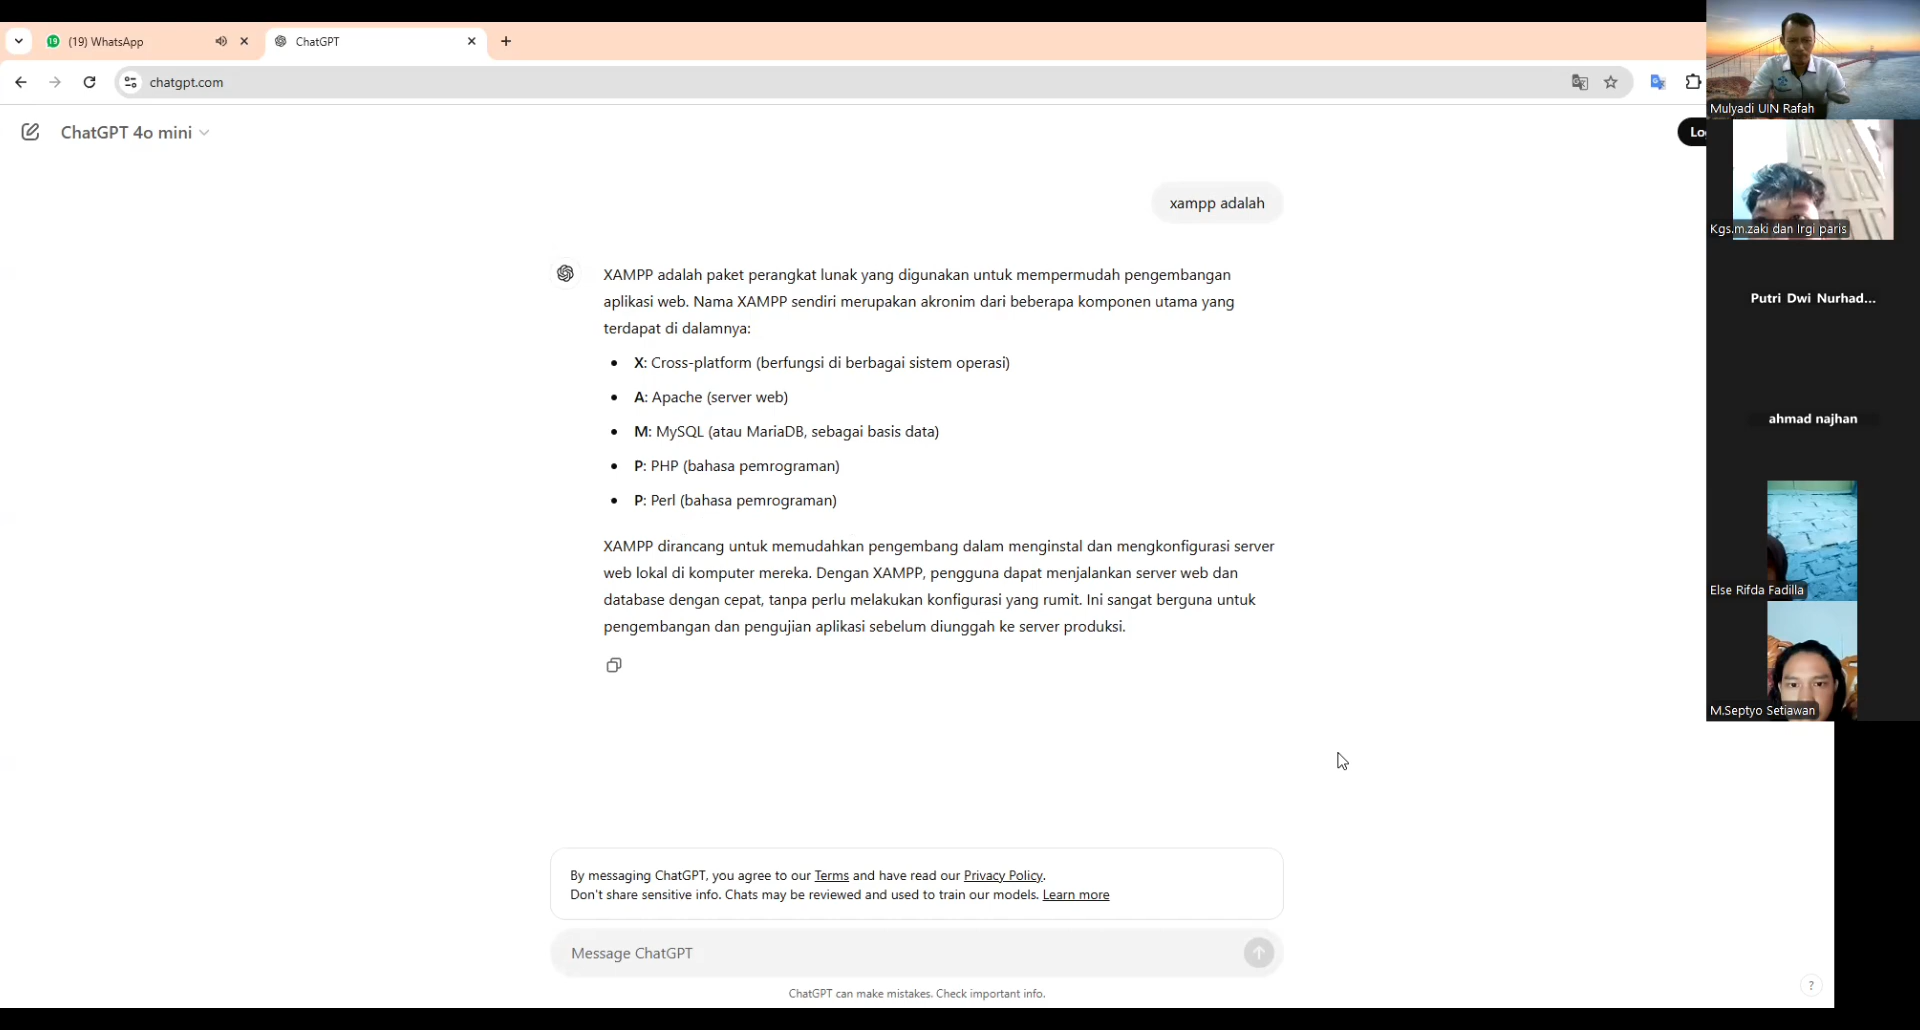 (19) WhatsApp
ChatGPT
chatgpt.com
ChatGPT 4o mini
xampp adalah
XAMPP adalah paket perangkat lunak yang digunakan untuk mempermudah pengembangan
aplikasi web. Nama XAMPP sendiri merupakan akronim dari beberapa komponen utama yang
terdapat di dalamnya:
• X: Cross-platform (berfungsi di berbagai sistem operasi)
• A: Apache (server web)
• M: MySQL (atau MariaDB, sebagai basis data)
• P: PHP (bahasa pemrograman)
• P: Perl (bahasa pemrograman)
XAMPP dirancang untuk memudahkan pengembang dalam menginstal dan mengkonfigurasi server
web lokal di komputer mereka. Dengan XAMPP, pengguna dapat menjalankan server web dan
database dengan cepat, tanpa perlu melakukan konfigurasi yang rumit. Ini sangat berguna untuk
pengembangan dan pengujian aplikasi sebelum diunggah ke server produksi.
By messaging ChatGPT, you agree to our Terms and have read our Privacy Policy.
Don't share sensitive info. Chats may be reviewed and used to train our models. Learn more
Message ChatGPT
ChatGPT can make mistakes. Check important info.
?
Mulyadi UIN Rafah
Kgs.m.zaki dan Irgi paris
Putri Dwi Nurhad...
ahmad najhan
Else Rifda Fadilla
M.Septyo Setiawan